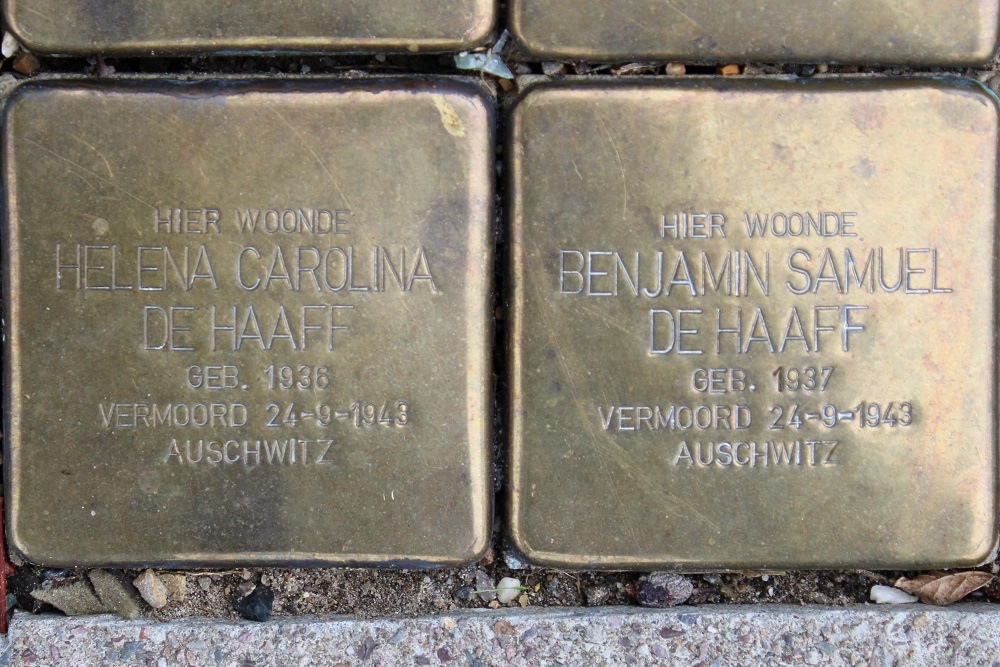 HIER WOONDE
HELENA CAROLINA
DE HAAFF
GEB. 1936
VERMOORD 24-9-1943
AUSCHWITZ
HIER WOONDE
BENJAMIN SAMUEL
DE HAAFF
GEB. 1937
VERMOORD 24-9-1943
AUSCHWITZ